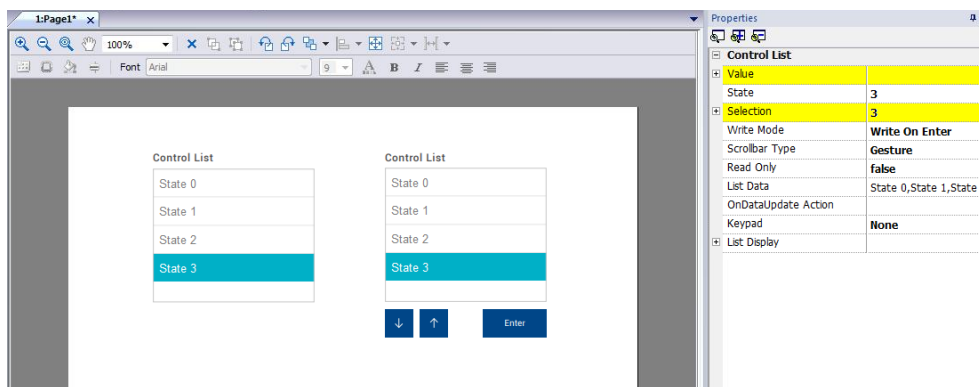 1:Page1* x
Properties
100%
Font Arial 9 A B I
Control List
Value
State 3
Selection 3
Write Mode Write On Enter
Scrollbar Type Gesture
Read Only false
List Data State 0,State 1,State
OnDataUpdate Action
Keypad None
List Display
Control List
State 0
State 1
State 2
State 3
Control List
State 0
State 1
State 2
State 3
Enter